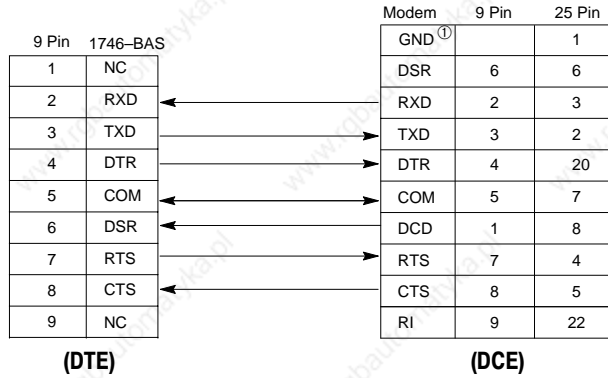 Modem 9 Pin 25 Pin
9 Pin 1746–BAS
GND① 1
1 NC
DSR 6 6
2 RXD
RXD 2 3
3 TXD
TXD 3 2
4 DTR
DTR 4 20
5 COM
COM 5 7
6 DSR
DCD 1 8
7 RTS
RTS 7 4
8 CTS
CTS 8 5
9 NC
RI 9 22
(DTE) (DCE)
www.rgbautomatyka.pl